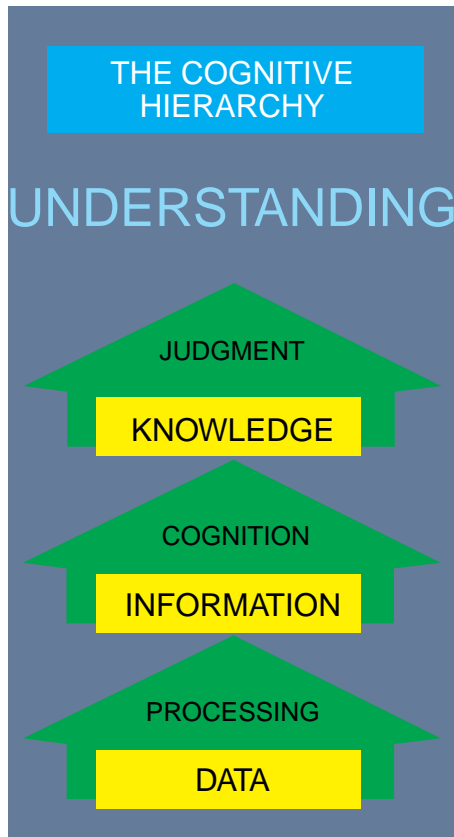 THE COGNITIVE
HIERARCHY
UNDERSTANDING
JUDGMENT
KNOWLEDGE
COGNITION
INFORMATION
PROCESSING
DATA